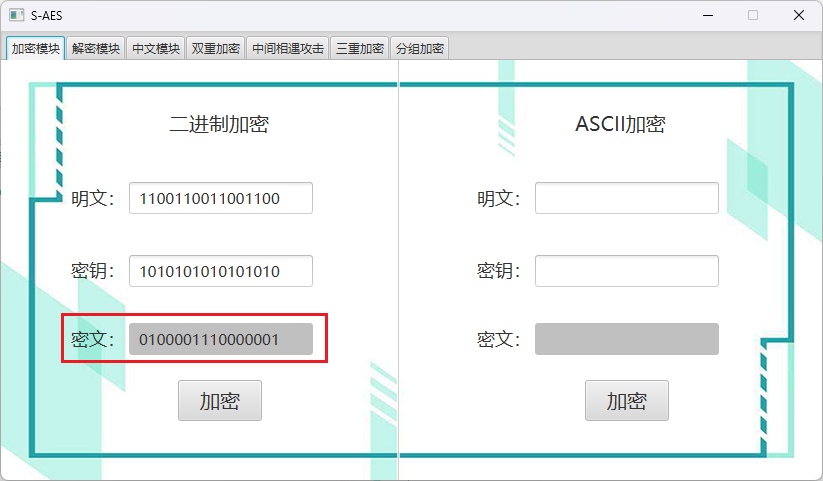 S-AES
加密模块 解密模块 中文模块 双重加密 中间相遇攻击 三重加密 分组加密
二进制加密
明文： 1100110011001100
密钥： 1010101010101010
密文： 0100001110000001
加密
ASCII加密
明文：
密钥：
密文：
加密